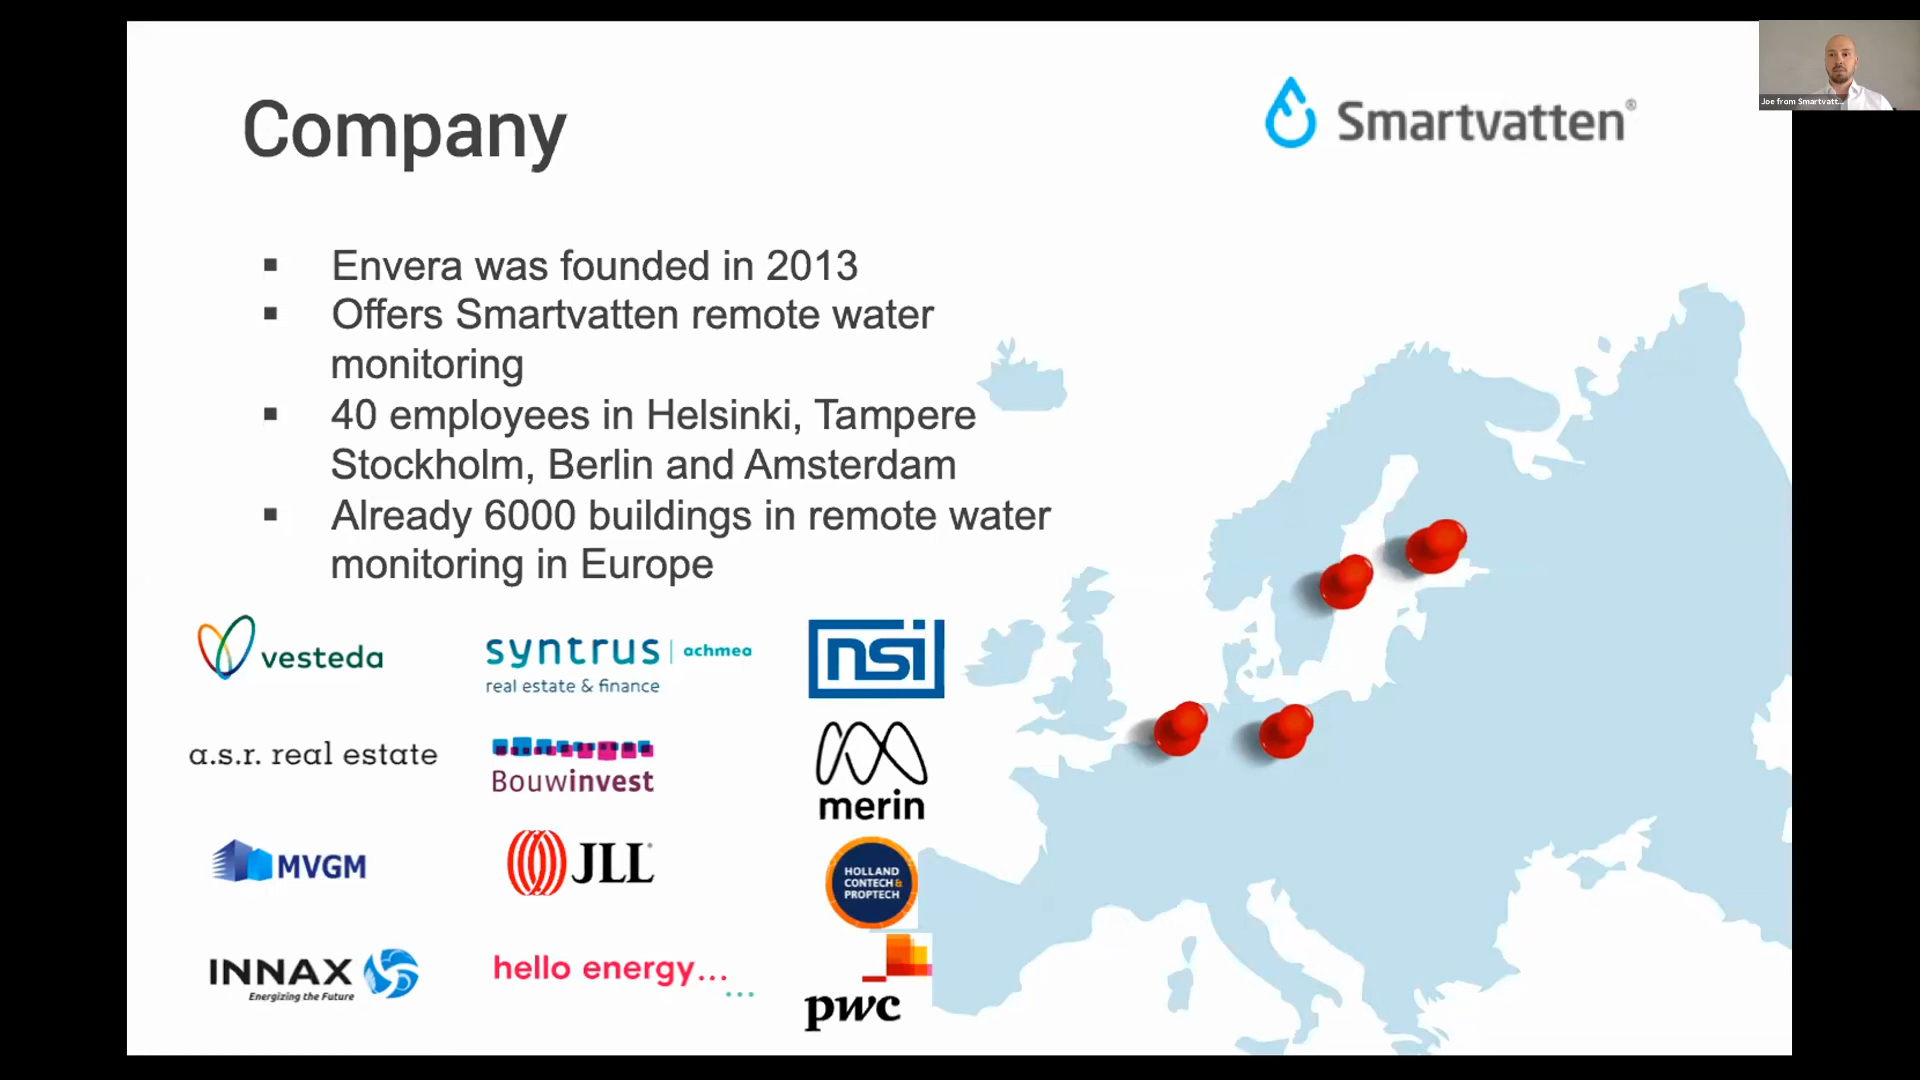 Company
Smartvatten®
Joe from Smartvatt...
Envera was founded in 2013
Offers Smartvatten remote water
monitoring
40 employees in Helsinki, Tampere
Stockholm, Berlin and Amsterdam
Already 6000 buildings in remote water
monitoring in Europe
vesteda
syntrus | achmea
real estate & finance
nsi
a.s.r. real estate
Bouwinvest
merin
MVGM
JLL
HOLLAND
CONTECH&
PROPTECH
INNAX
Energizing the Future
hello energy...
pwc